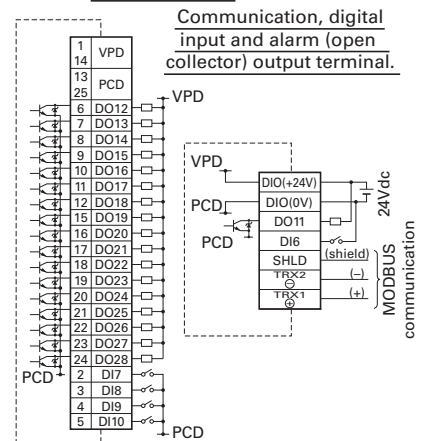 Communication, digital
input and alarm (open
collector) output terminal.
1
14 VPD
13
25 PCD
6 DO12
7 DO13
8 DO14
9 DO15
10 DO16
11 DO17
12 DO18
15 DO19
16 DO20
17 DO21
18 DO22
19 DO23
20 DO24
21 DO25
22 DO26
23 DO27
24 DO28
2 DI7
3 DI8
4 DI9
5 DI10
VPD
PCD
PCD
VPD
PCD
PCD
DIO(+24V)
DIO(0V)
DO11
DI6
SHLD (shield)
TRX2 ⊖ (−)
TRX1 ⊕ (+)
24Vdc
MODBUS
communication